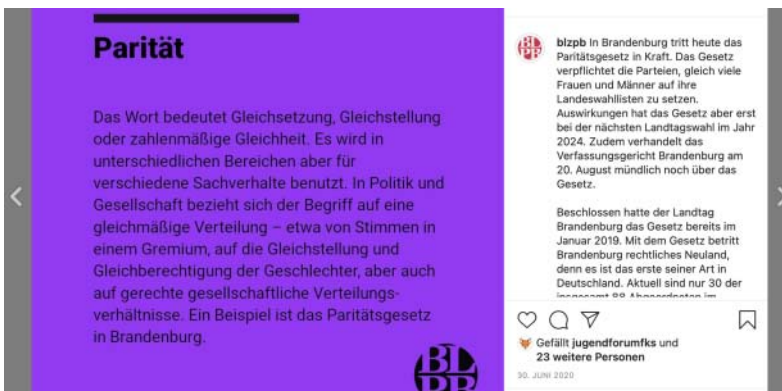 Parität
Das Wort bedeutet Gleichsetzung, Gleichstellung
oder zahlenmäßige Gleichheit. Es wird in
unterschiedlichen Bereichen aber für
verschiedene Sachverhalte benutzt. In Politik und
Gesellschaft bezieht sich der Begriff auf eine
gleichmäßige Verteilung – etwa von Stimmen in
einem Gremium, auf die Gleichstellung und
Gleichberechtigung der Geschlechter, aber auch
auf gerechte gesellschaftliche Verteilungs-
verhältnisse. Ein Beispiel ist das Paritätsgesetz
in Brandenburg.
BLPB
BLPB
blzpb In Brandenburg tritt heute das
Paritätsgesetz in Kraft. Das Gesetz
verpflichtet die Parteien, gleich viele
Frauen und Männer auf ihre
Landeswahllisten zu setzen.
Auswirkungen hat das Gesetz aber erst
bei der nächsten Landtagswahl im Jahr
2024. Zudem verhandelt das
Verfassungsgericht Brandenburg am
20. August mündlich noch über das
Gesetz.
Beschlossen hatte der Landtag
Brandenburg das Gesetz bereits im
Januar 2019. Mit dem Gesetz betritt
Brandenburg rechtliches Neuland,
denn es ist das erste seiner Art in
Deutschland. Aktuell sind nur 30 der
insgesamt 88 Abgeordneten im
Gefällt jugendforumfks und
23 weitere Personen
30. JUNI 2020